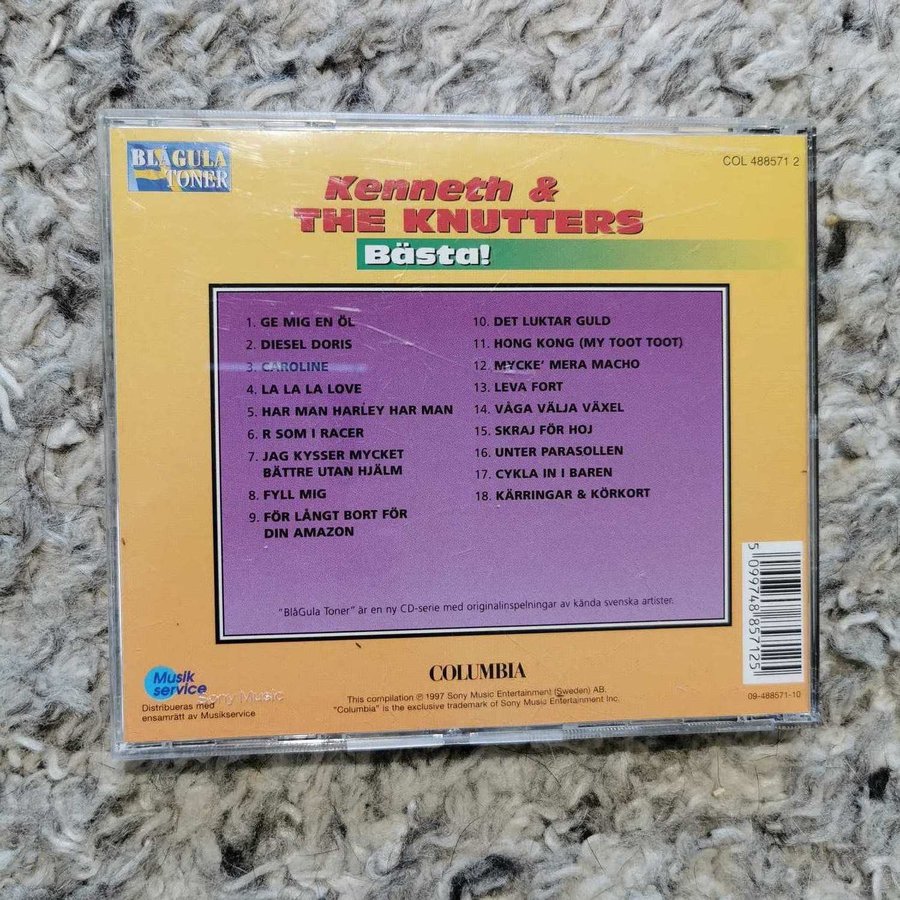 BLÅGULA
TONER
COL 488571 2
Kenneth &
THE KNUTTERS
Bästa!
1. GE MIG EN ÖL
2. DIESEL DORIS
3. CAROLINE
4. LA LA LA LOVE
5. HAR MAN HARLEY HAR MAN
6. R SOM I RACER
7. JAG KYSSER MYCKET
BÄTTRE UTAN HJÄLM
8. FYLL MIG
9. FÖR LÅNGT BORT FÖR
DIN AMAZON
10. DET LUKTAR GULD
11. HONG KONG (MY TOOT TOOT)
12. MYCKE' MERA MACHO
13. LEVA FORT
14. VÅGA VÄLJA VÄXEL
15. SKRAJ FÖR HOJ
16. UNTER PARASOLLEN
17. CYKLA IN I BAREN
18. KÄRRINGAR & KÖRKORT
"BlåGula Toner" är en ny CD-serie med originalinspelningar av kända svenska artister.
5 099748 857125
Musik
service
Sony Music
Distribueras med
ensamrätt av Musikservice
COLUMBIA
This compilation ℗ 1997 Sony Music Entertainment (Sweden) AB.
"Columbia" is the exclusive trademark of Sony Music Entertainment Inc.
09-488571-10